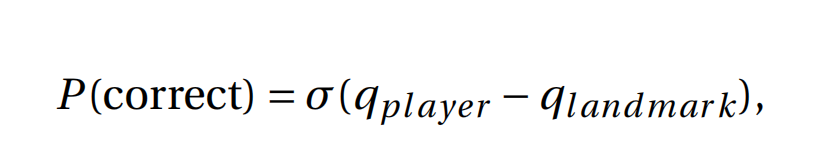 P(correct) = σ(q_player − q_landmark),